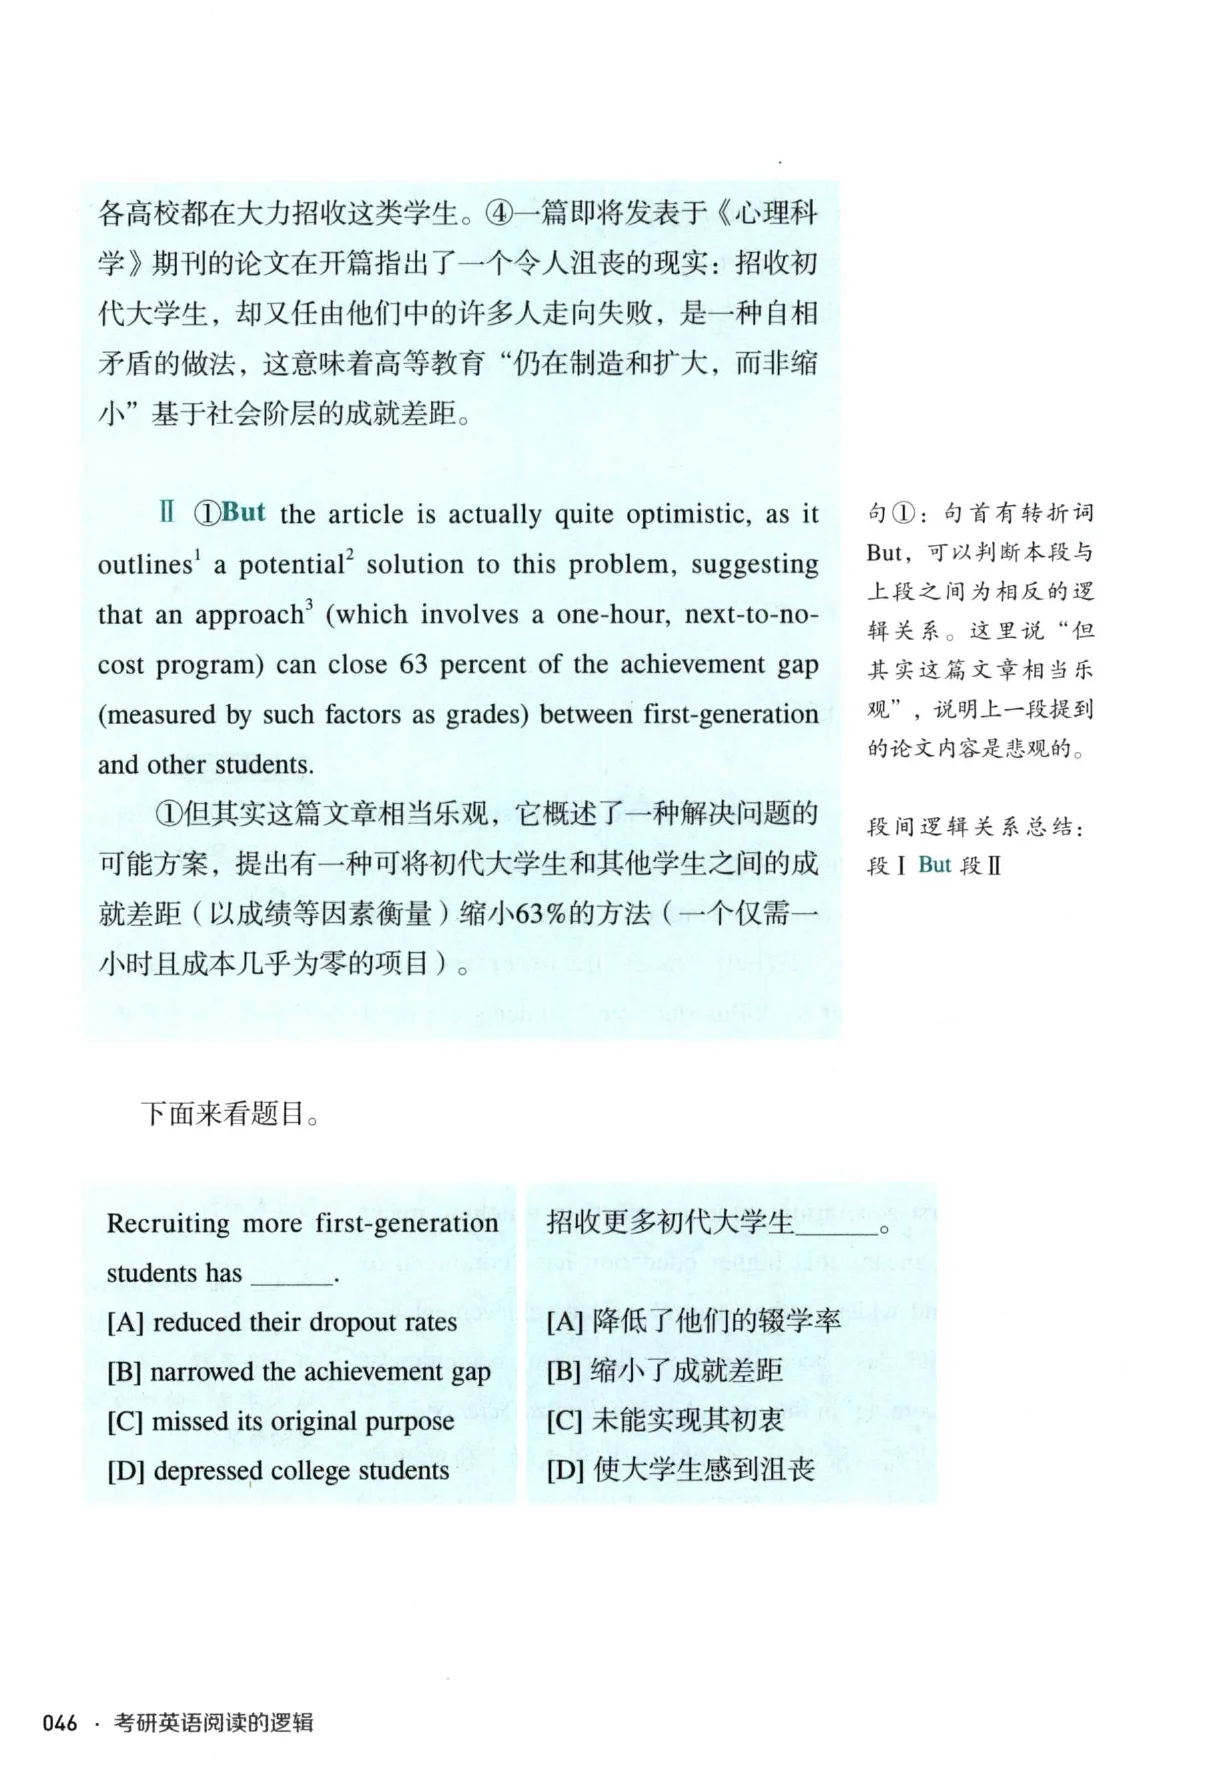 各高校都在大力招收这类学生。④一篇即将发表于《心理科
学》期刊的论文在开篇指出了一个令人沮丧的现实：招收初
代大学生，却又任由他们中的许多人走向失败，是一种自相
矛盾的做法，这意味着高等教育“仍在制造和扩大，而非缩
小”基于社会阶层的成就差距。
Ⅱ ①But the article is actually quite optimistic, as it
outlines¹ a potential² solution to this problem, suggesting
that an approach³ (which involves a one-hour, next-to-no-
cost program) can close 63 percent of the achievement gap
(measured by such factors as grades) between first-generation
and other students.
①但其实这篇文章相当乐观，它概述了一种解决问题的
可能方案，提出有一种可将初代大学生和其他学生之间的成
就差距（以成绩等因素衡量）缩小63%的方法（一个仅需一
小时且成本几乎为零的项目）。
句①：句首有转折词
But，可以判断本段与
上段之间为相反的逻
辑关系。这里说“但
其实这篇文章相当乐
观”，说明上一段提到
的论文内容是悲观的。
段间逻辑关系总结：
段Ⅰ But 段Ⅱ
下面来看题目。
Recruiting more first-generation
students has ______.
[A] reduced their dropout rates
[B] narrowed the achievement gap
[C] missed its original purpose
[D] depressed college students
招收更多初代大学生______。
[A] 降低了他们的辍学率
[B] 缩小了成就差距
[C] 未能实现其初衷
[D] 使大学生感到沮丧
046 · 考研英语阅读的逻辑